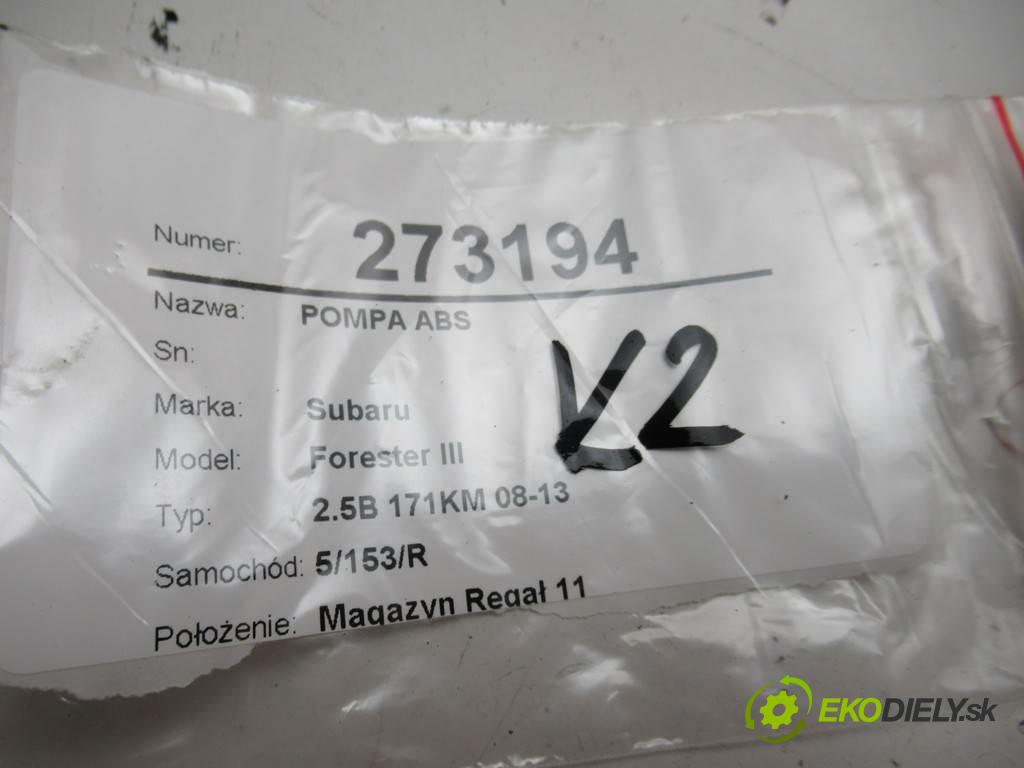 Numer: 273194
Nazwa: POMPA ABS
Sn:
K2
Marka: Subaru
Model: Forester III
Typ: 2.5B 171KM 08-13
Samochód: 5/153/R
Położenie: Magazyn Regał 11
EKODIELY.sk